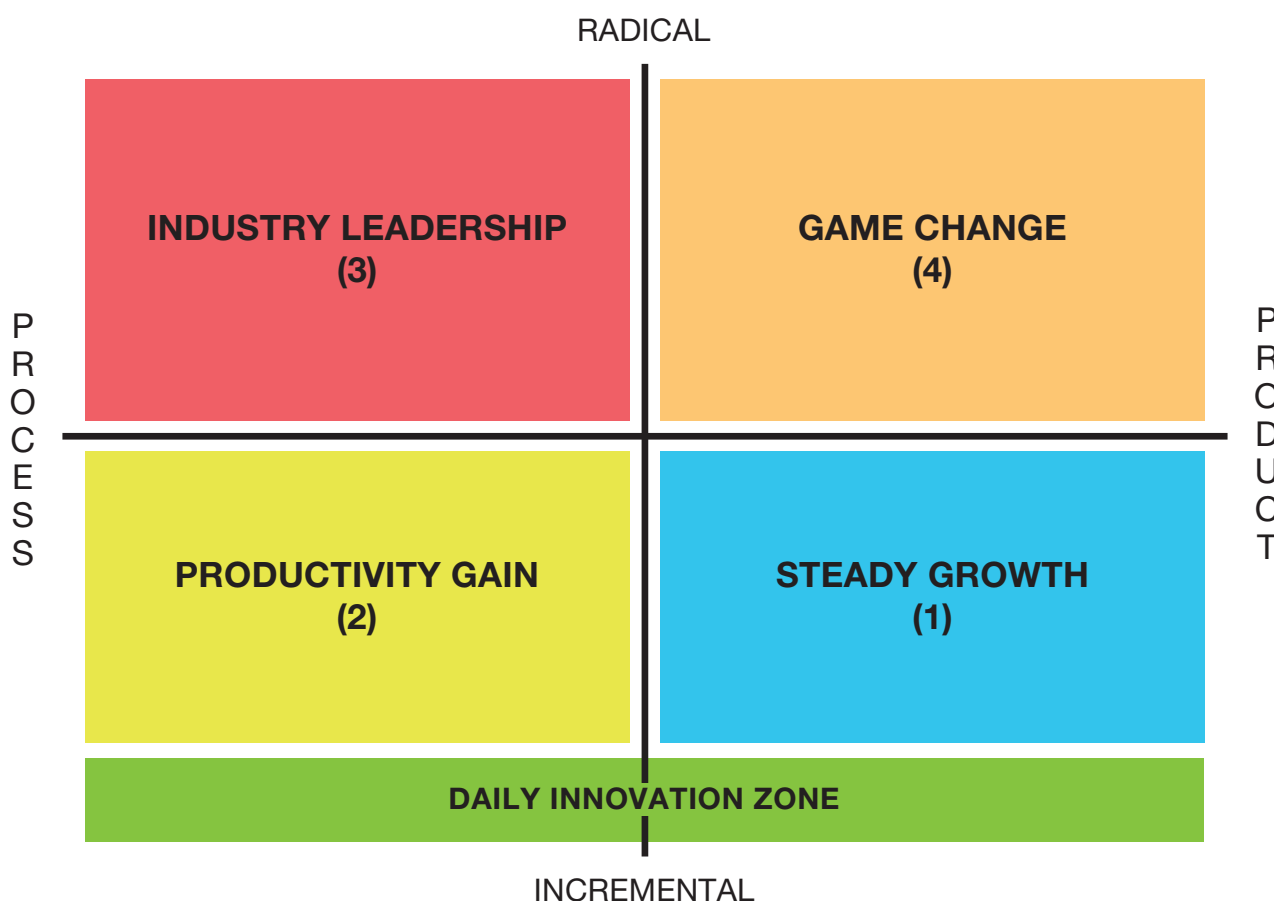 RADICAL
INDUSTRY LEADERSHIP
(3)
GAME CHANGE
(4)
PROCESS
PRODUCT
PRODUCTIVITY GAIN
(2)
STEADY GROWTH
(1)
DAILY INNOVATION ZONE
INCREMENTAL